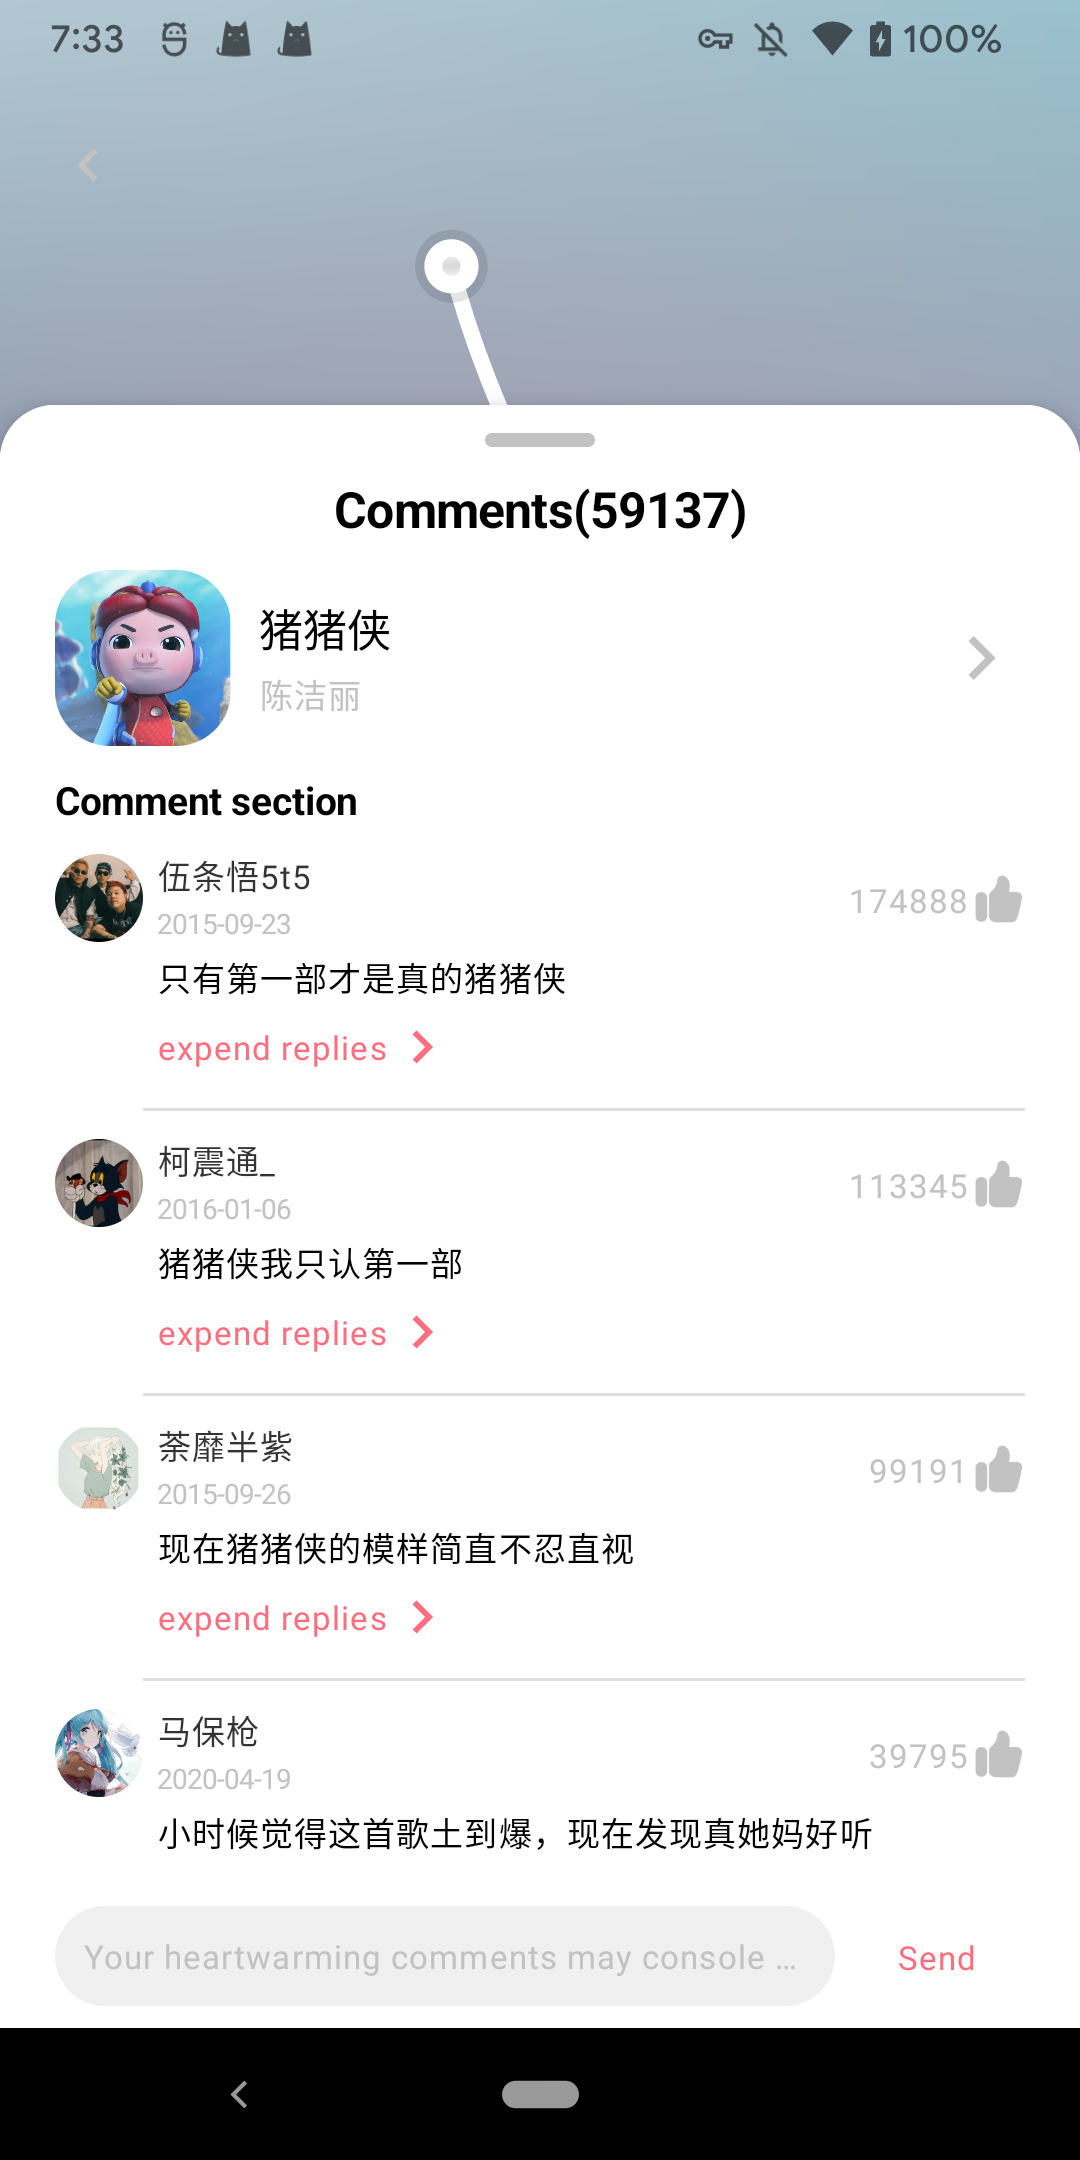 7:33
100%
Comments(59137)
猪猪侠
陈洁丽
Comment section
伍条悟5t5
2015-09-23
174888
只有第一部才是真的猪猪侠
expend replies
柯震通_
2016-01-06
113345
猪猪侠我只认第一部
expend replies
荼靡半紫
2015-09-26
99191
现在猪猪侠的模样简直不忍直视
expend replies
马保枪
2020-04-19
39795
小时候觉得这首歌土到爆，现在发现真她妈好听
Your heartwarming comments may console ...
Send